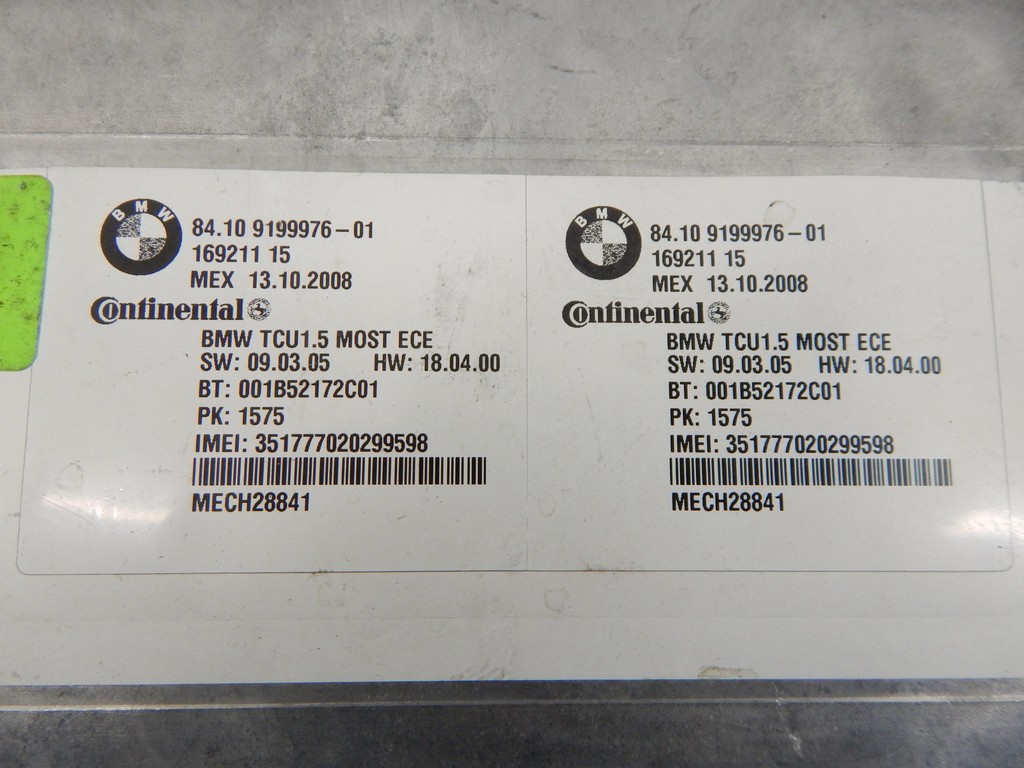 BMW
84.10 9199976-01
169211 15
MEX 13.10.2008
Continental
BMW TCU1.5 MOST ECE
SW: 09.03.05 HW: 18.04.00
BT: 001B52172C01
PK: 1575
IMEI: 351777020299598
MECH28841
BMW
84.10 9199976-01
169211 15
MEX 13.10.2008
Continental
BMW TCU1.5 MOST ECE
SW: 09.03.05 HW: 18.04.00
BT: 001B52172C01
PK: 1575
IMEI: 351777020299598
MECH28841